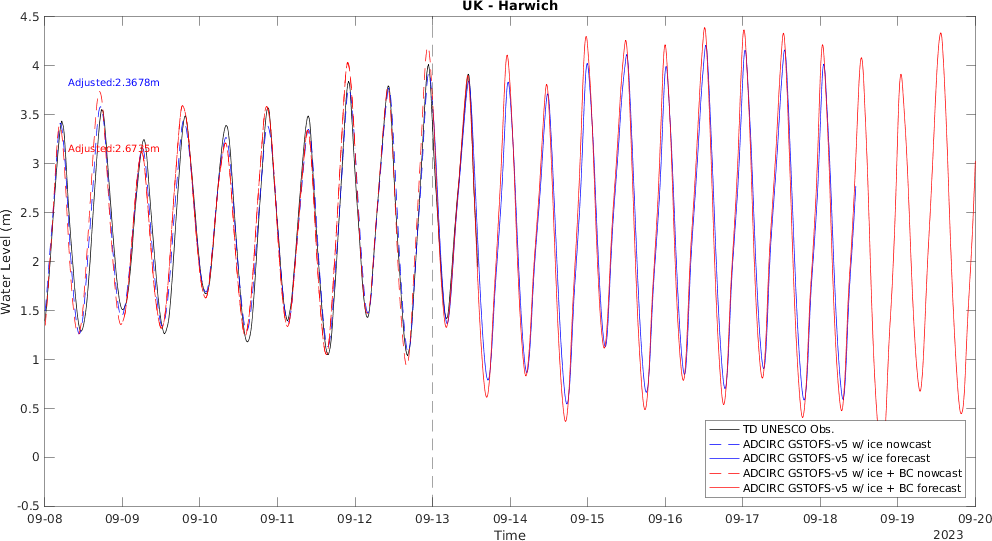 UK - Harwich
4.5
4
3.5
3
2.5
2
1.5
1
0.5
0
-0.5
Water Level (m)
Adjusted:2.3678m
Adjusted:2.6735m
TD UNESCO Obs.
ADCIRC GSTOFS-v5 w/ ice nowcast
ADCIRC GSTOFS-v5 w/ ice forecast
ADCIRC GSTOFS-v5 w/ ice + BC nowcast
ADCIRC GSTOFS-v5 w/ ice + BC forecast
09-08 09-09 09-10 09-11 09-12 09-13 09-14 09-15 09-16 09-17 09-18 09-19 09-20
Time
2023